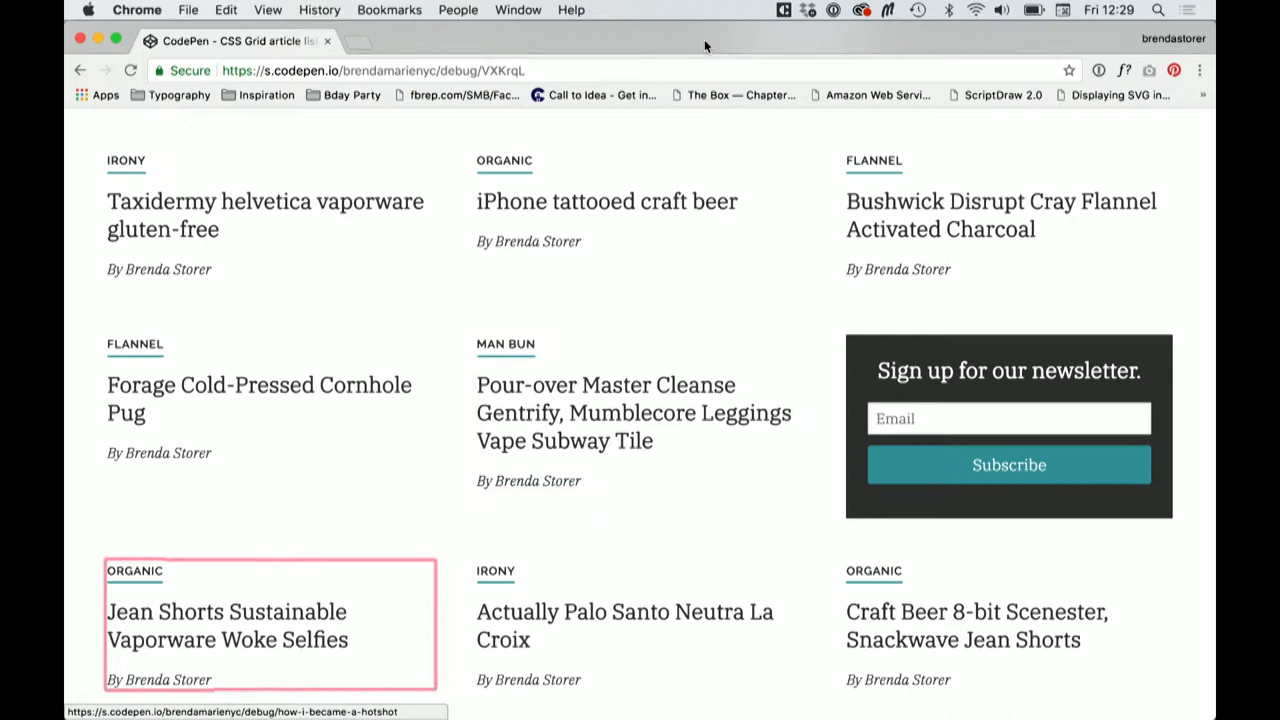 Chrome File Edit View History Bookmarks People Window Help Fri 12:29
CodePen - CSS Grid article lis
brendastorer
Secure https://s.codepen.io/brendamarienyc/debug/VXKrqL
Apps Typography Inspiration Bday Party fbrep.com/SMB/Fac... Call to Idea - Get in... The Box — Chapter... Amazon Web Servi... ScriptDraw 2.0 Displaying SVG in... »
IRONY
Taxidermy helvetica vaporware
gluten-free
By Brenda Storer
ORGANIC
iPhone tattooed craft beer
By Brenda Storer
FLANNEL
Bushwick Disrupt Cray Flannel
Activated Charcoal
By Brenda Storer
FLANNEL
Forage Cold-Pressed Cornhole
Pug
By Brenda Storer
MAN BUN
Pour-over Master Cleanse
Gentrify, Mumblecore Leggings
Vape Subway Tile
By Brenda Storer
Sign up for our newsletter.
Email
Subscribe
ORGANIC
Jean Shorts Sustainable
Vaporware Woke Selfies
By Brenda Storer
IRONY
Actually Palo Santo Neutra La
Croix
By Brenda Storer
ORGANIC
Craft Beer 8-bit Scenester,
Snackwave Jean Shorts
By Brenda Storer
https://s.codepen.io/brendamarienyc/debug/how-i-became-a-hotshot